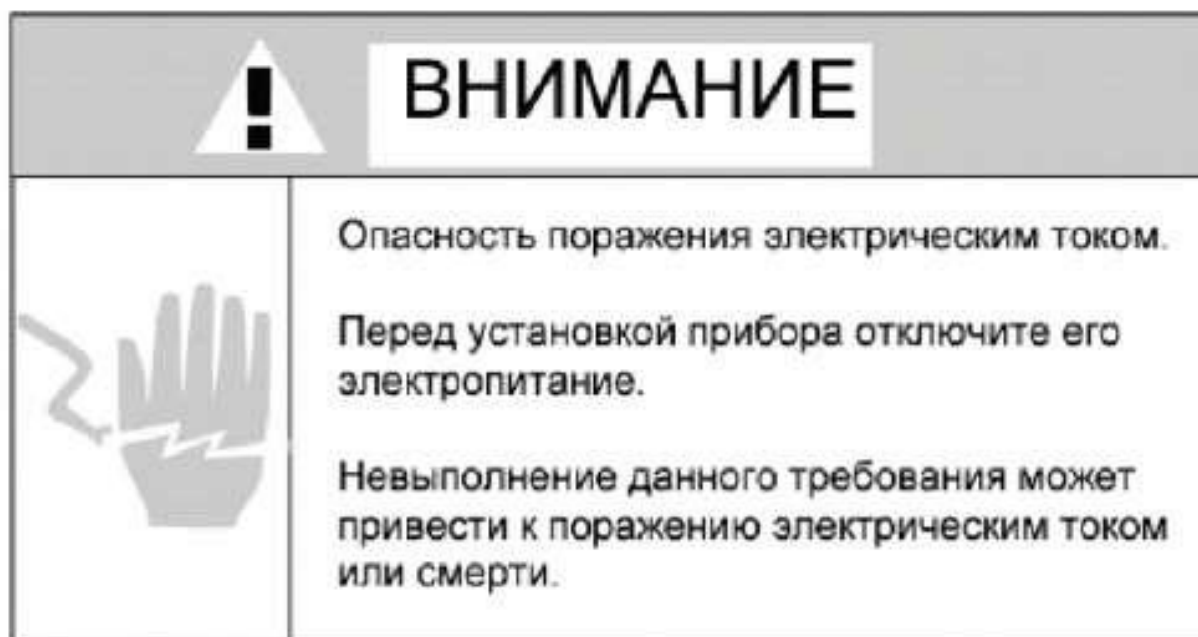 ВНИМАНИЕ
Опасность поражения электрическим током.
Перед установкой прибора отключите его
электропитание.
Невыполнение данного требования может
привести к поражению электрическим током
или смерти.